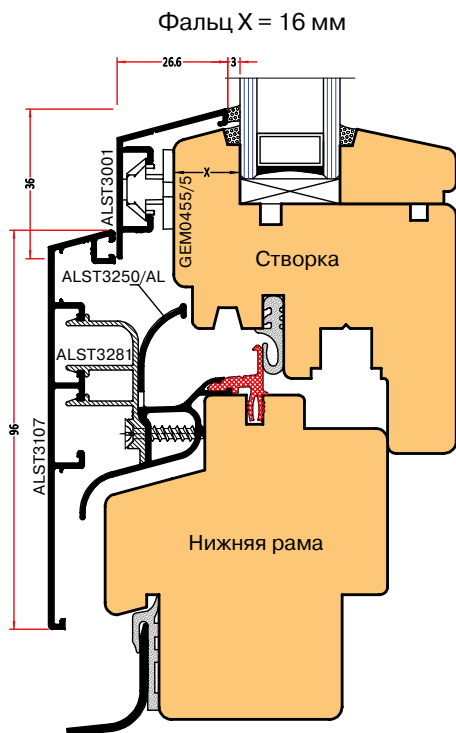 Фальц X = 16 мм
26.6
3
36
ALST3001
X
GEM0455/5
Створка
ALST3250/AL
ALST3281
96
ALST3107
Нижняя рама